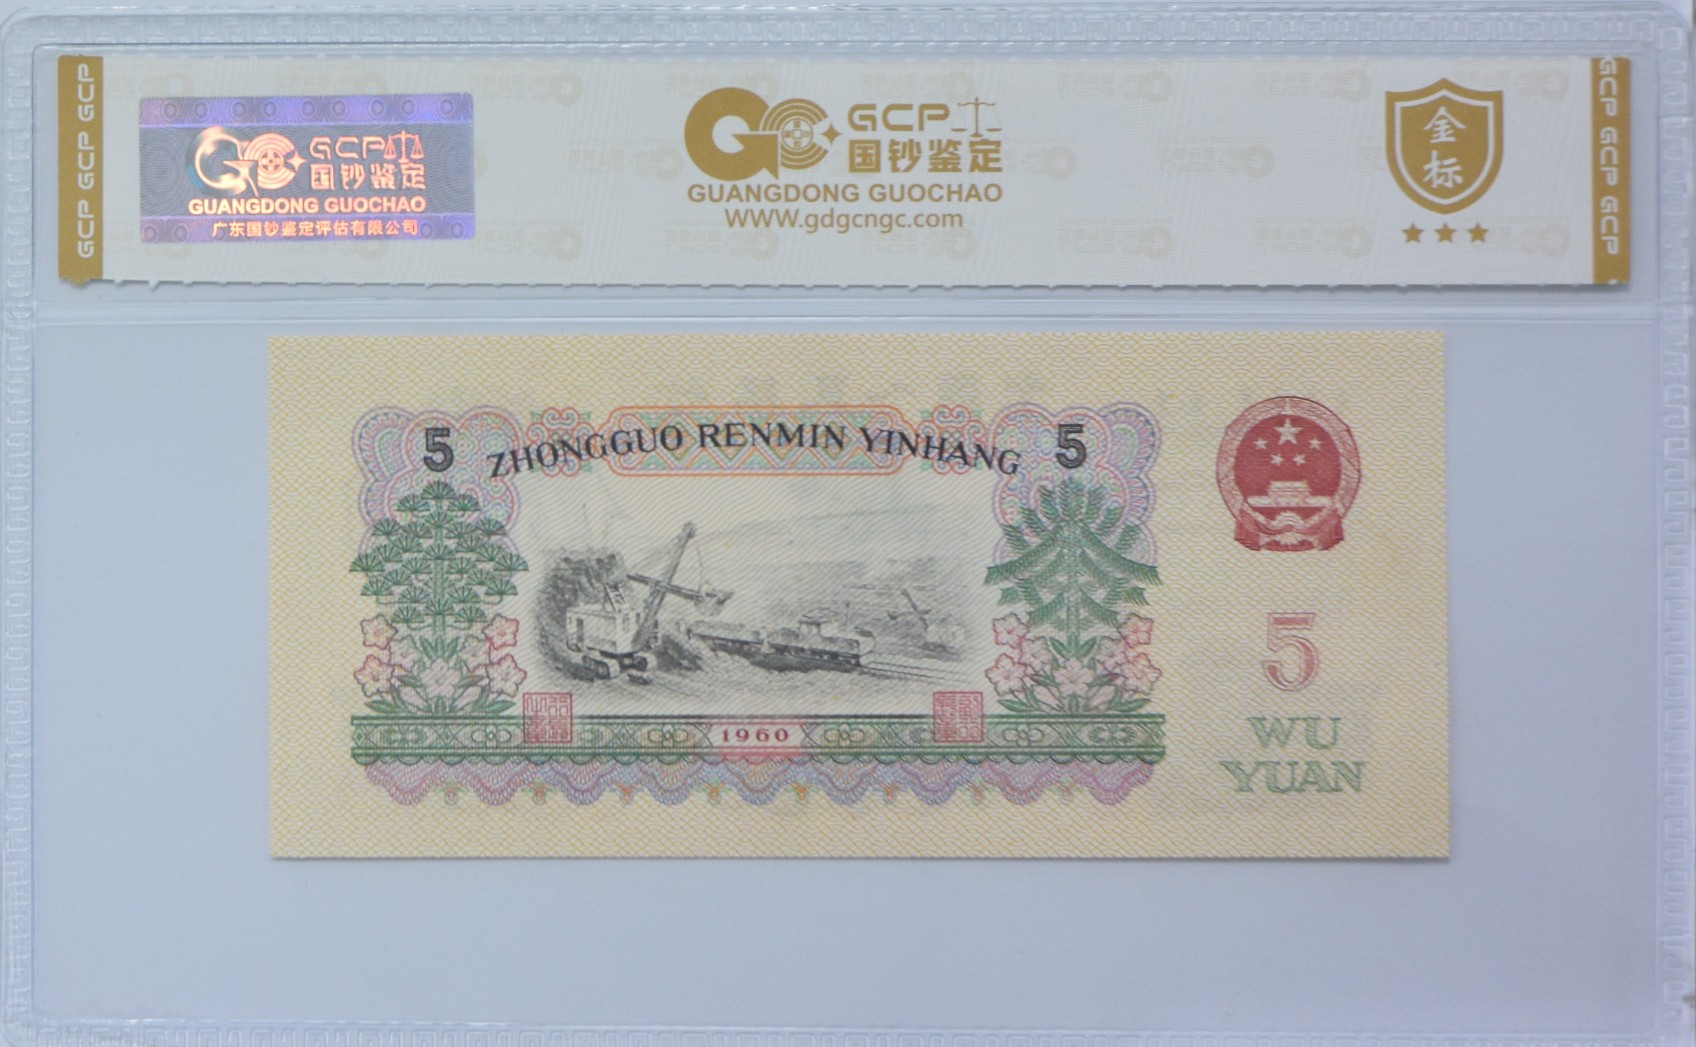 GCP GCP GCP
GCP
国钞鉴定
GUANGDONG GUOCHAO
广东国钞鉴定评估有限公司
GCP
国钞鉴定
GUANGDONG GUOCHAO
WWW.gdgcngc.com
金
标
GCP GCP GCP
5 ZHONGGUO RENMIN YINHANG 5
1960
5
WU
YUAN